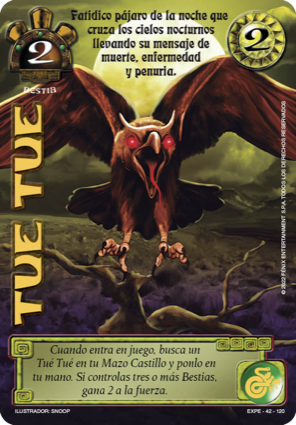 Fatídico pájaro de la noche que
cruza los cielos nocturnos
llevando su mensaje de
muerte, enfermedad
y penuria.
2
2
BESTIA
TUE TUE
© 2022 FÉNIX ENTERTAINMENT S.P.A. TODOS LOS DERECHOS RESERVADOS
Cuando entra en juego, busca un
Tué Tué en tu Mazo Castillo y ponlo en
tu mano. Si controlas tres o más Bestias,
gana 2 a la fuerza.
ILUSTRADOR: SNOOP
EXPE - 42 - 120